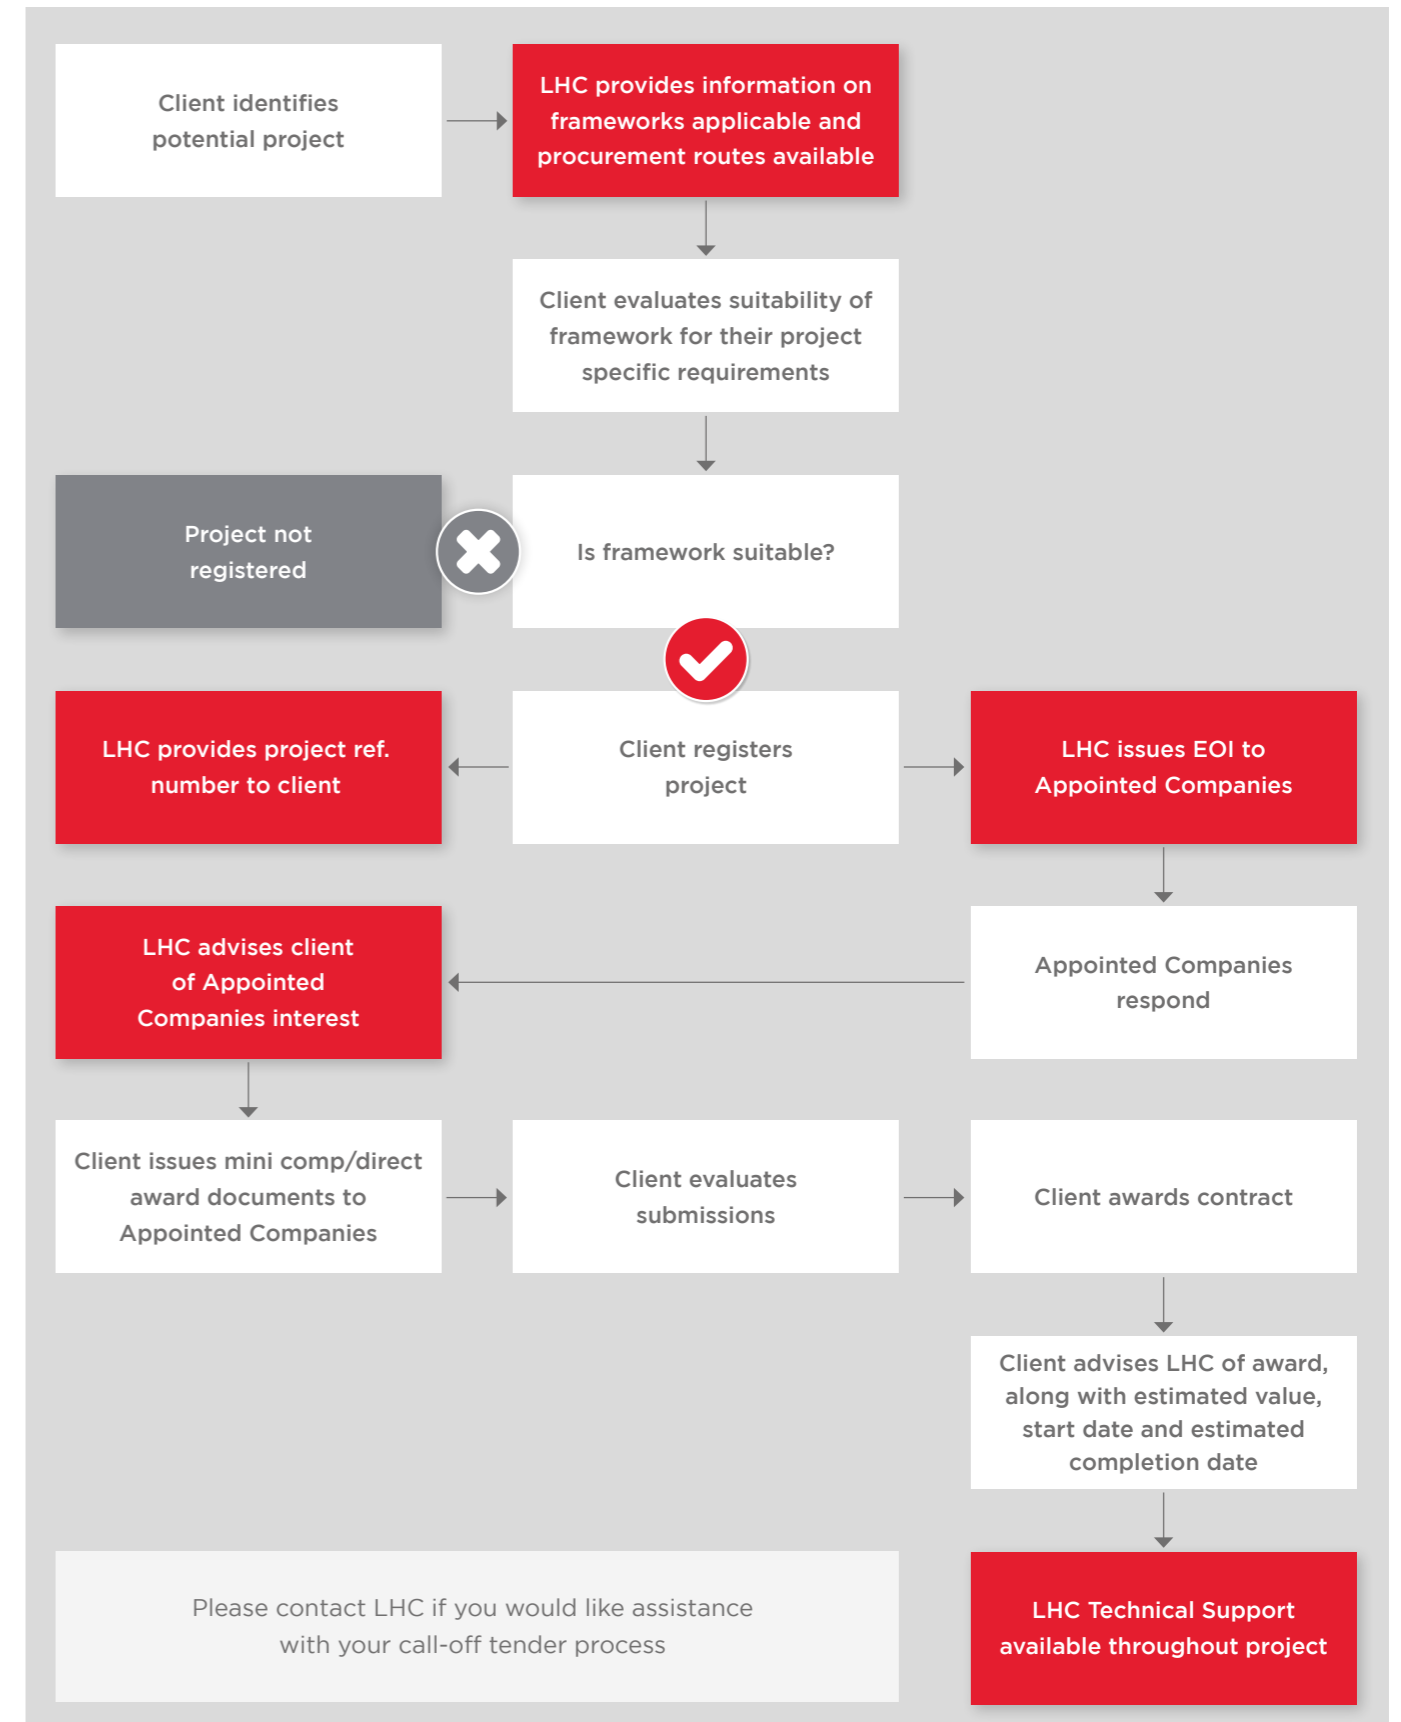 Client identifies
potential project
LHC provides information on
frameworks applicable and
procurement routes available
Client evaluates suitability of
framework for their project
specific requirements
Project not
registered
Is framework suitable?
LHC provides project ref.
number to client
Client registers
project
LHC issues EOI to
Appointed Companies
LHC advises client
of Appointed
Companies interest
Appointed Companies
respond
Client issues mini comp/direct
award documents to
Appointed Companies
Client evaluates
submissions
Client awards contract
Client advises LHC of award,
along with estimated value,
start date and estimated
completion date
Please contact LHC if you would like assistance
with your call-off tender process
LHC Technical Support
available throughout project